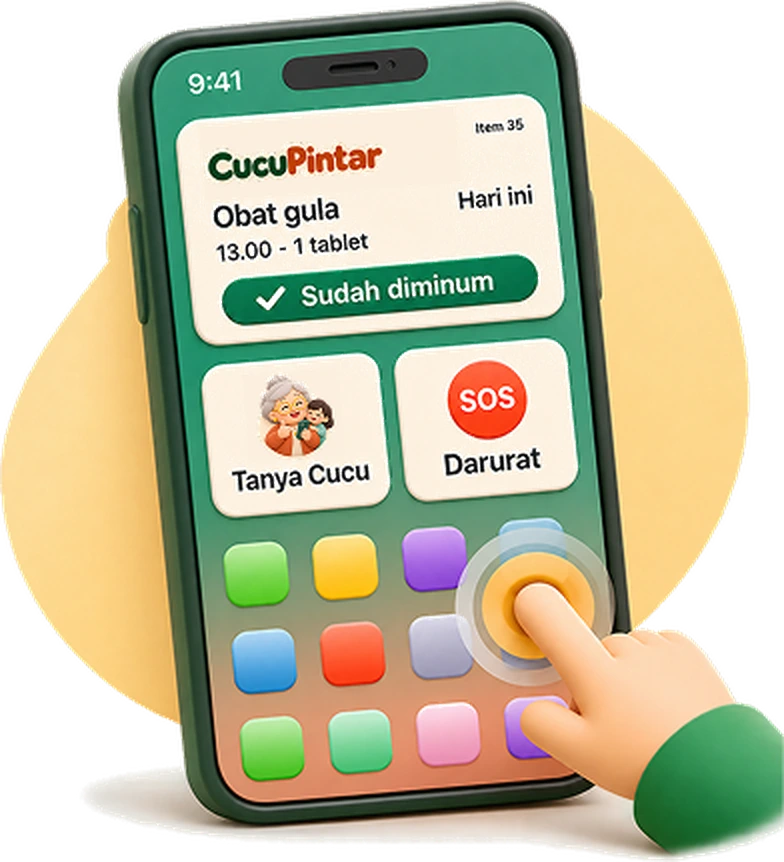 9:41
Item 35
CucuPintar
Obat gula
Hari ini
13.00 - 1 tablet
Sudah diminum
Tanya Cucu
SOS
Darurat